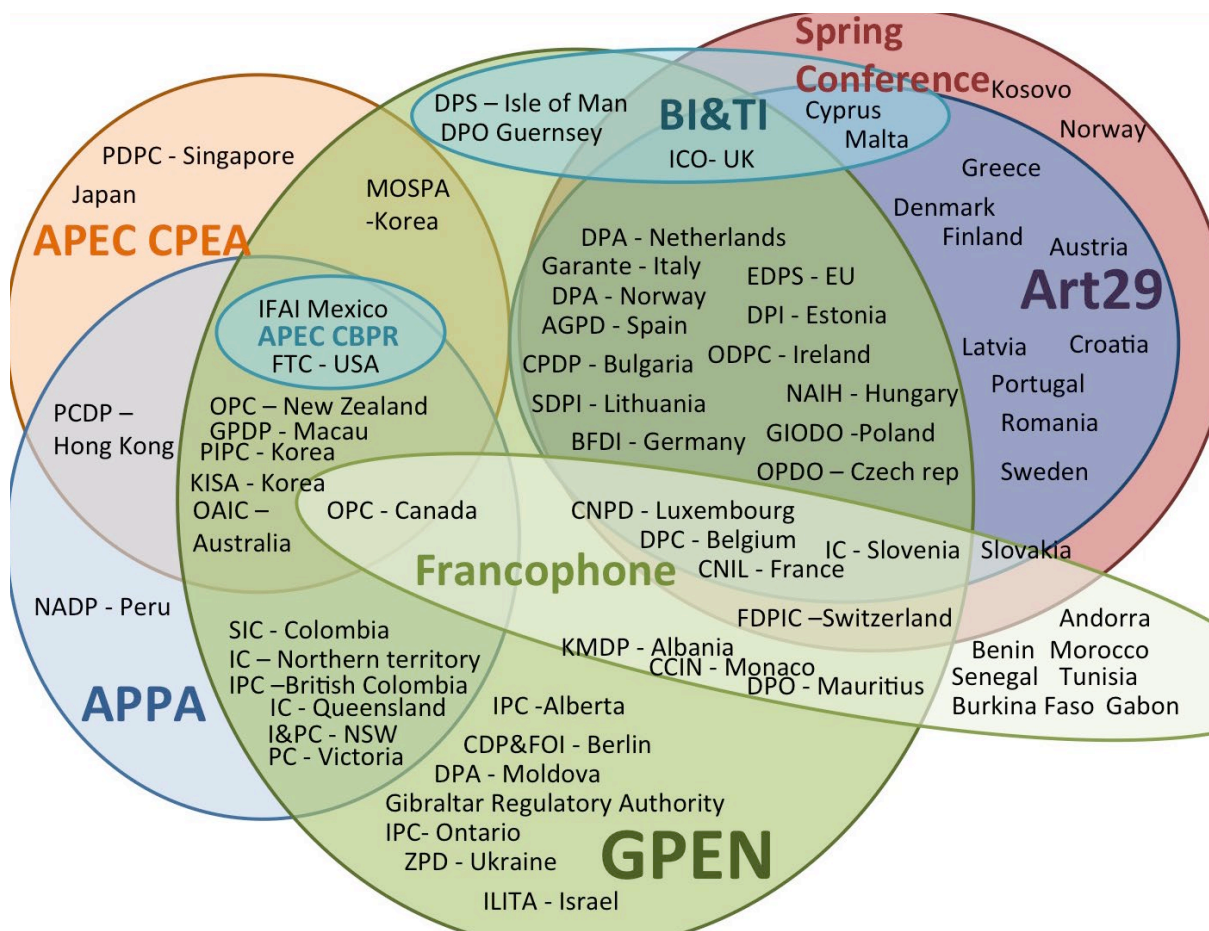 Spring
Conference
Kosovo
Norway
DPS – Isle of Man
DPO Guernsey
BI&TI
ICO- UK
Cyprus
Malta
PDPC - Singapore
Japan
APEC CPEA
MOSPA
-Korea
Greece
Denmark
Finland
Austria
Art29
Latvia
Croatia
Portugal
Romania
Sweden
DPA - Netherlands
Garante - Italy
DPA - Norway
AGPD - Spain
CPDP - Bulgaria
SDPI - Lithuania
BFDI - Germany
EDPS - EU
DPI - Estonia
ODPC - Ireland
NAIH - Hungary
GIODO -Poland
OPDO – Czech rep
IFAI Mexico
APEC CBPR
FTC - USA
PCDP –
Hong Kong
OPC – New Zealand
GPDP - Macau
PIPC - Korea
KISA - Korea
OAIC –
Australia
OPC - Canada
Francophone
CNPD - Luxembourg
DPC - Belgium
CNIL - France
IC - Slovenia
Slovakia
FDPIC –Switzerland
KMDP - Albania
CCIN - Monaco
DPO - Mauritius
Andorra
Benin Morocco
Senegal Tunisia
Burkina Faso Gabon
NADP - Peru
APPA
SIC - Colombia
IC – Northern territory
IPC –British Colombia
IC - Queensland
I&PC - NSW
PC - Victoria
IPC -Alberta
CDP&FOI - Berlin
DPA - Moldova
Gibraltar Regulatory Authority
IPC- Ontario
ZPD - Ukraine
ILITA - Israel
GPEN